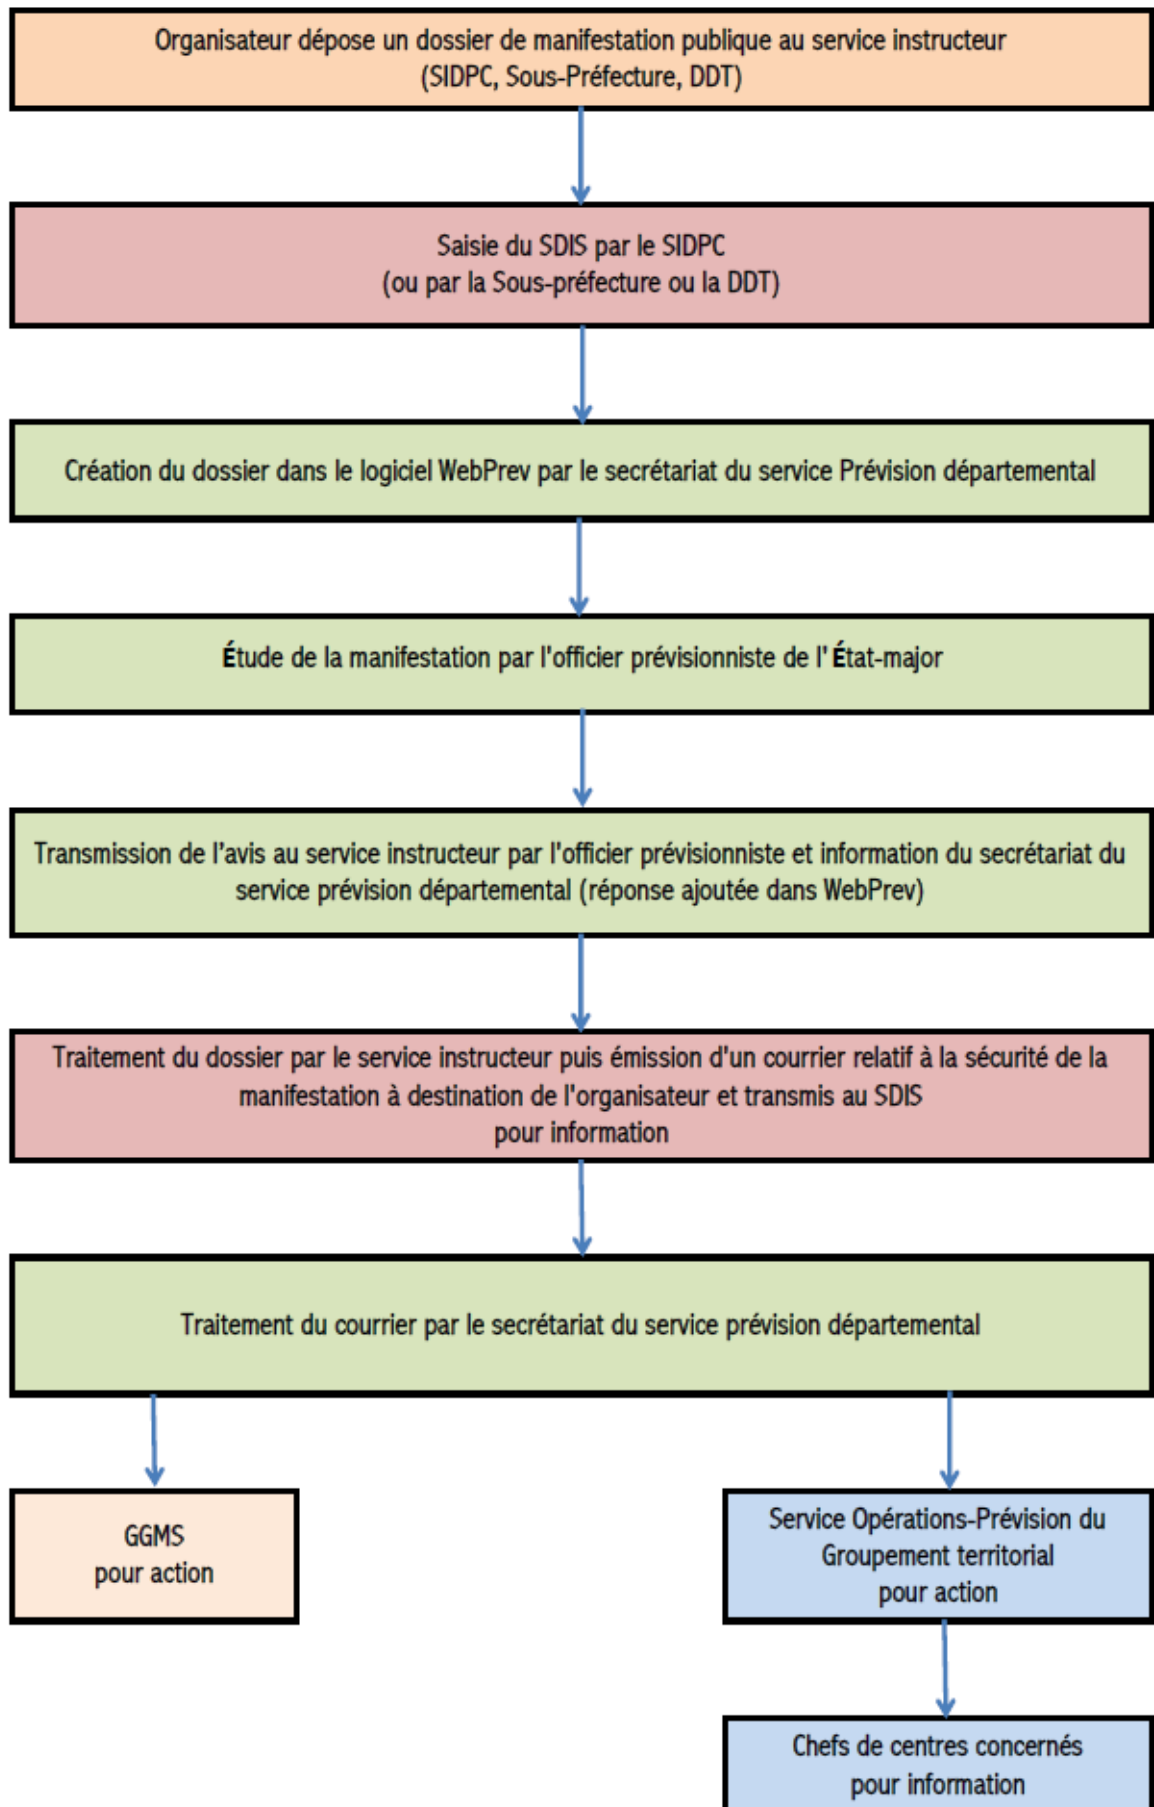 Organisateur dépose un dossier de manifestation publique au service instructeur
(SIDPC, Sous-Préfecture, DDT)
Saisie du SDIS par le SIDPC
(ou par la Sous-préfecture ou la DDT)
Création du dossier dans le logiciel WebPrev par le secrétariat du service Prévision départemental
Étude de la manifestation par l'officier prévisionniste de l'État-major
Transmission de l'avis au service instructeur par l'officier prévisionniste et information du secrétariat du
service prévision départemental (réponse ajoutée dans WebPrev)
Traitement du dossier par le service instructeur puis émission d'un courrier relatif à la sécurité de la
manifestation à destination de l'organisateur et transmis au SDIS
pour information
Traitement du courrier par le secrétariat du service prévision départemental
GGMS
pour action
Service Opérations-Prévision du
Groupement territorial
pour action
Chefs de centres concernés
pour information